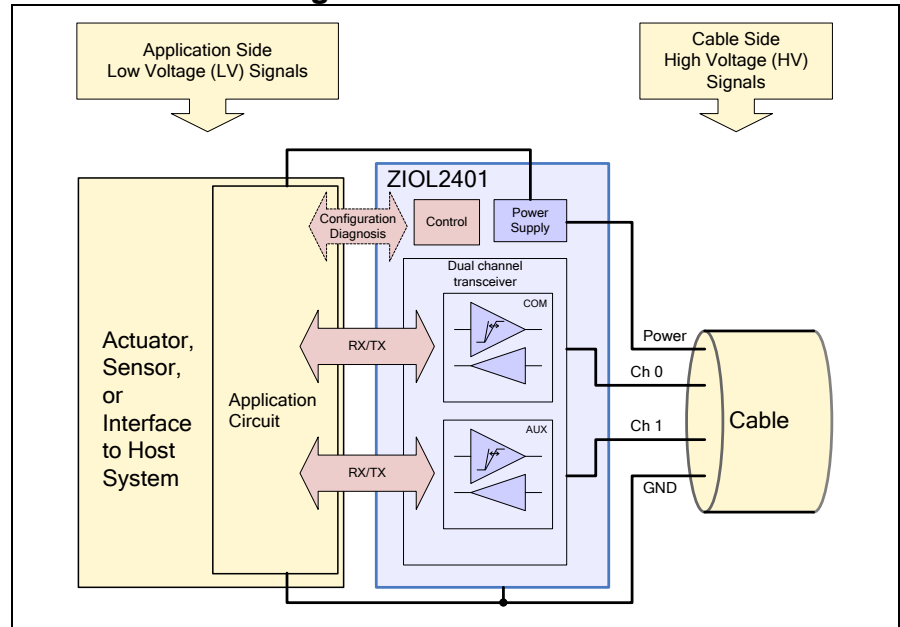 Application Side
Low Voltage (LV) Signals
Cable Side
High Voltage (HV)
Signals
ZIOL2401
Configuration
Diagnosis
Control
Power
Supply
Dual channel
transceiver
COM
Actuator,
Sensor,
or
Interface
to Host
System
Application
Circuit
RX/TX
AUX
RX/TX
Power
Ch 0
Ch 1
GND
Cable